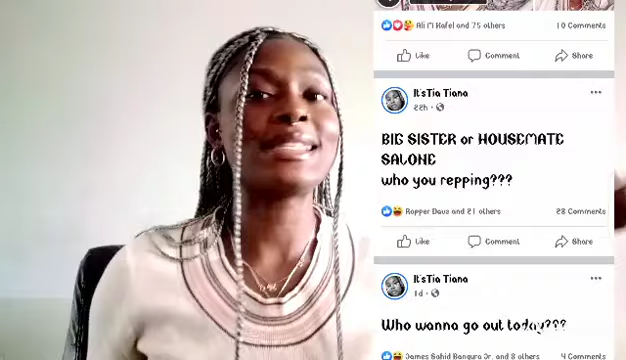 Ali M Kafel and 75 others
10 Comments
Like
Comment
Share
It'sTia Tiana
22h
BIG SISTER or HOUSEMATE
SALONE
who you repping???
Rapper Dave and 21 others
28 Comments
Like
Comment
Share
It'sTia Tiana
1d
Who wanna go out today???
James Sahid Bangura Jr. and 8 others
4 Comments